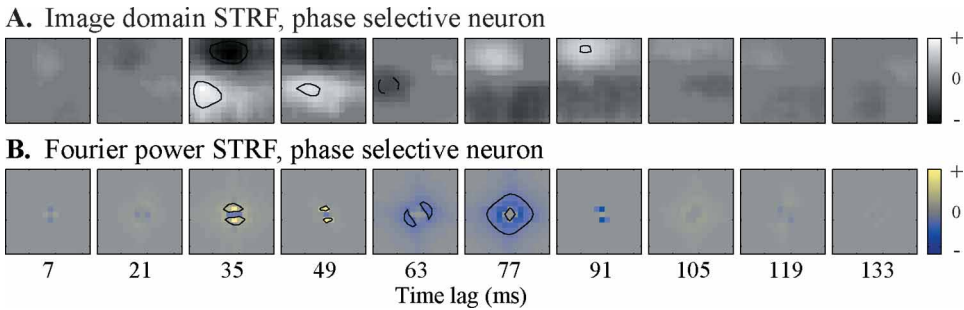 A. Image domain STRF, phase selective neuron
+
0
-
B. Fourier power STRF, phase selective neuron
+
0
-
7 21 35 49 63 77 91 105 119 133
Time lag (ms)